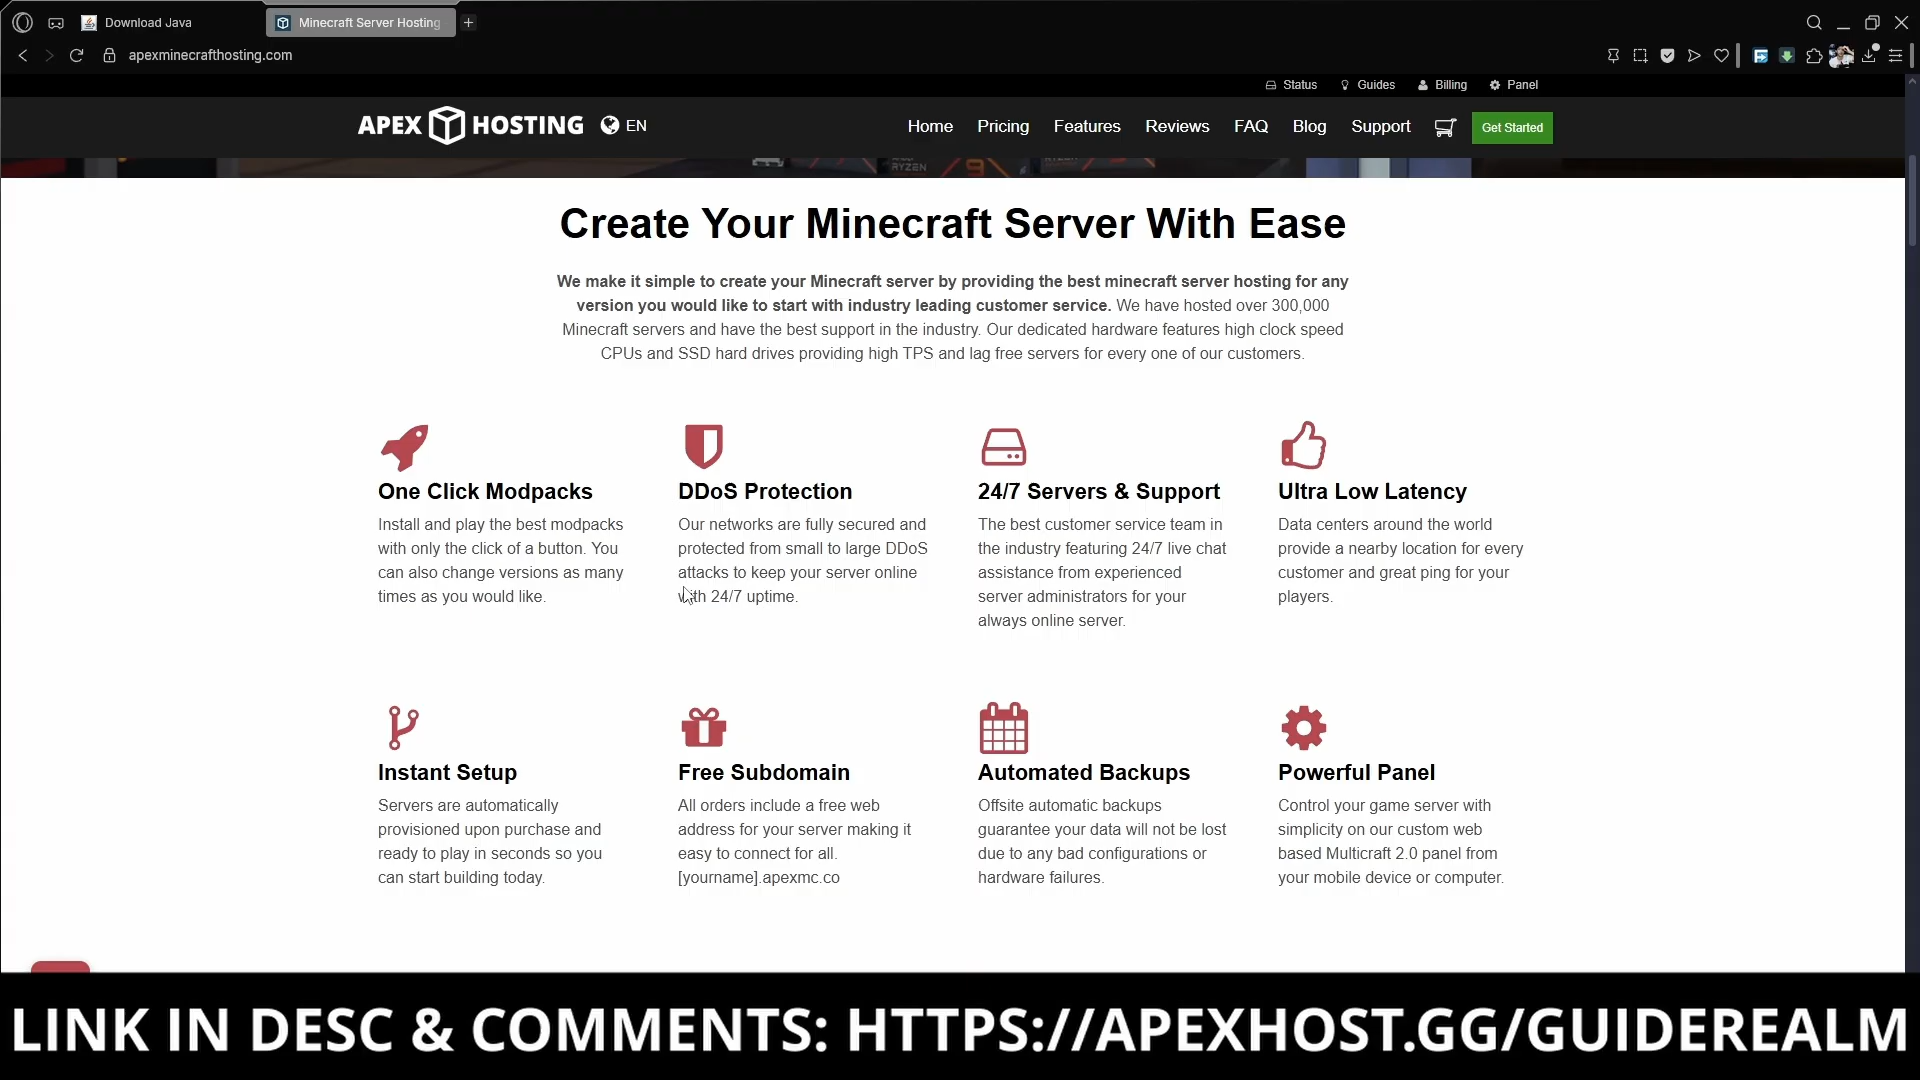 Download Java
Minecraft Server Hosting
apexminecrafthosting.com
Status Guides Billing Panel
APEX HOSTING EN
Home Pricing Features Reviews FAQ Blog Support Get Started
RYZEN 9
Create Your Minecraft Server With Ease
We make it simple to create your Minecraft server by providing the best minecraft server hosting for any
version you would like to start with industry leading customer service. We have hosted over 300,000
Minecraft servers and have the best support in the industry. Our dedicated hardware features high clock speed
CPUs and SSD hard drives providing high TPS and lag free servers for every one of our customers.
One Click Modpacks
Install and play the best modpacks
with only the click of a button. You
can also change versions as many
times as you would like.
DDoS Protection
Our networks are fully secured and
protected from small to large DDoS
attacks to keep your server online
with 24/7 uptime.
24/7 Servers & Support
The best customer service team in
the industry featuring 24/7 live chat
assistance from experienced
server administrators for your
always online server.
Ultra Low Latency
Data centers around the world
provide a nearby location for every
customer and great ping for your
players.
Instant Setup
Servers are automatically
provisioned upon purchase and
ready to play in seconds so you
can start building today.
Free Subdomain
All orders include a free web
address for your server making it
easy to connect for all.
[yourname].apexmc.co
Automated Backups
Offsite automatic backups
guarantee your data will not be lost
due to any bad configurations or
hardware failures.
Powerful Panel
Control your game server with
simplicity on our custom web
based Multicraft 2.0 panel from
your mobile device or computer.
LINK IN DESC & COMMENTS: HTTPS://APEXHOST.GG/GUIDEREALM